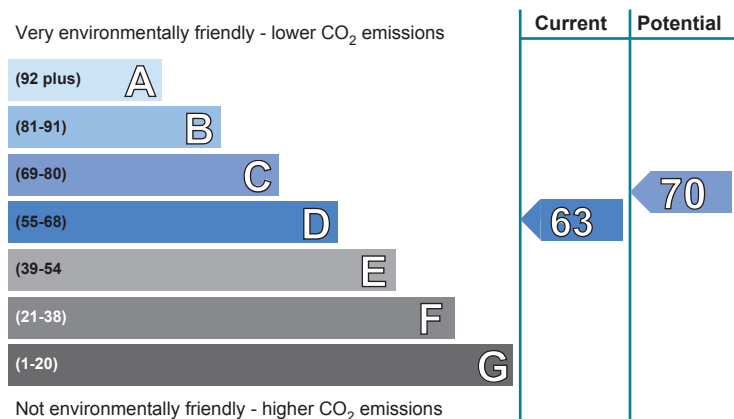 Very environmentally friendly - lower CO2 emissions
Current
Potential
(92 plus) A
(81-91) B
(69-80) C
(55-68) D
(39-54 E
(21-38) F
(1-20) G
63
70
Not environmentally friendly - higher CO2 emissions